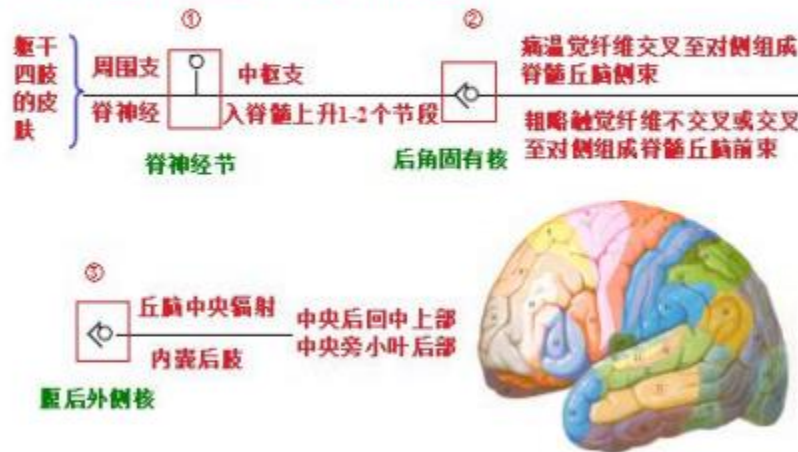 ①
②
躯干
四肢
的皮
肤
周围支
脊神经
中枢支
入脊髓上升1-2个节段
脊神经节
后角固有核
痛温觉纤维交叉至对侧组成
脊髓丘脑侧束
粗略触觉纤维不交叉或交叉
至对侧组成脊髓丘脑前束
③
丘脑中央辐射
内囊后肢
腹后外侧核
中央后回中上部
中央旁小叶后部